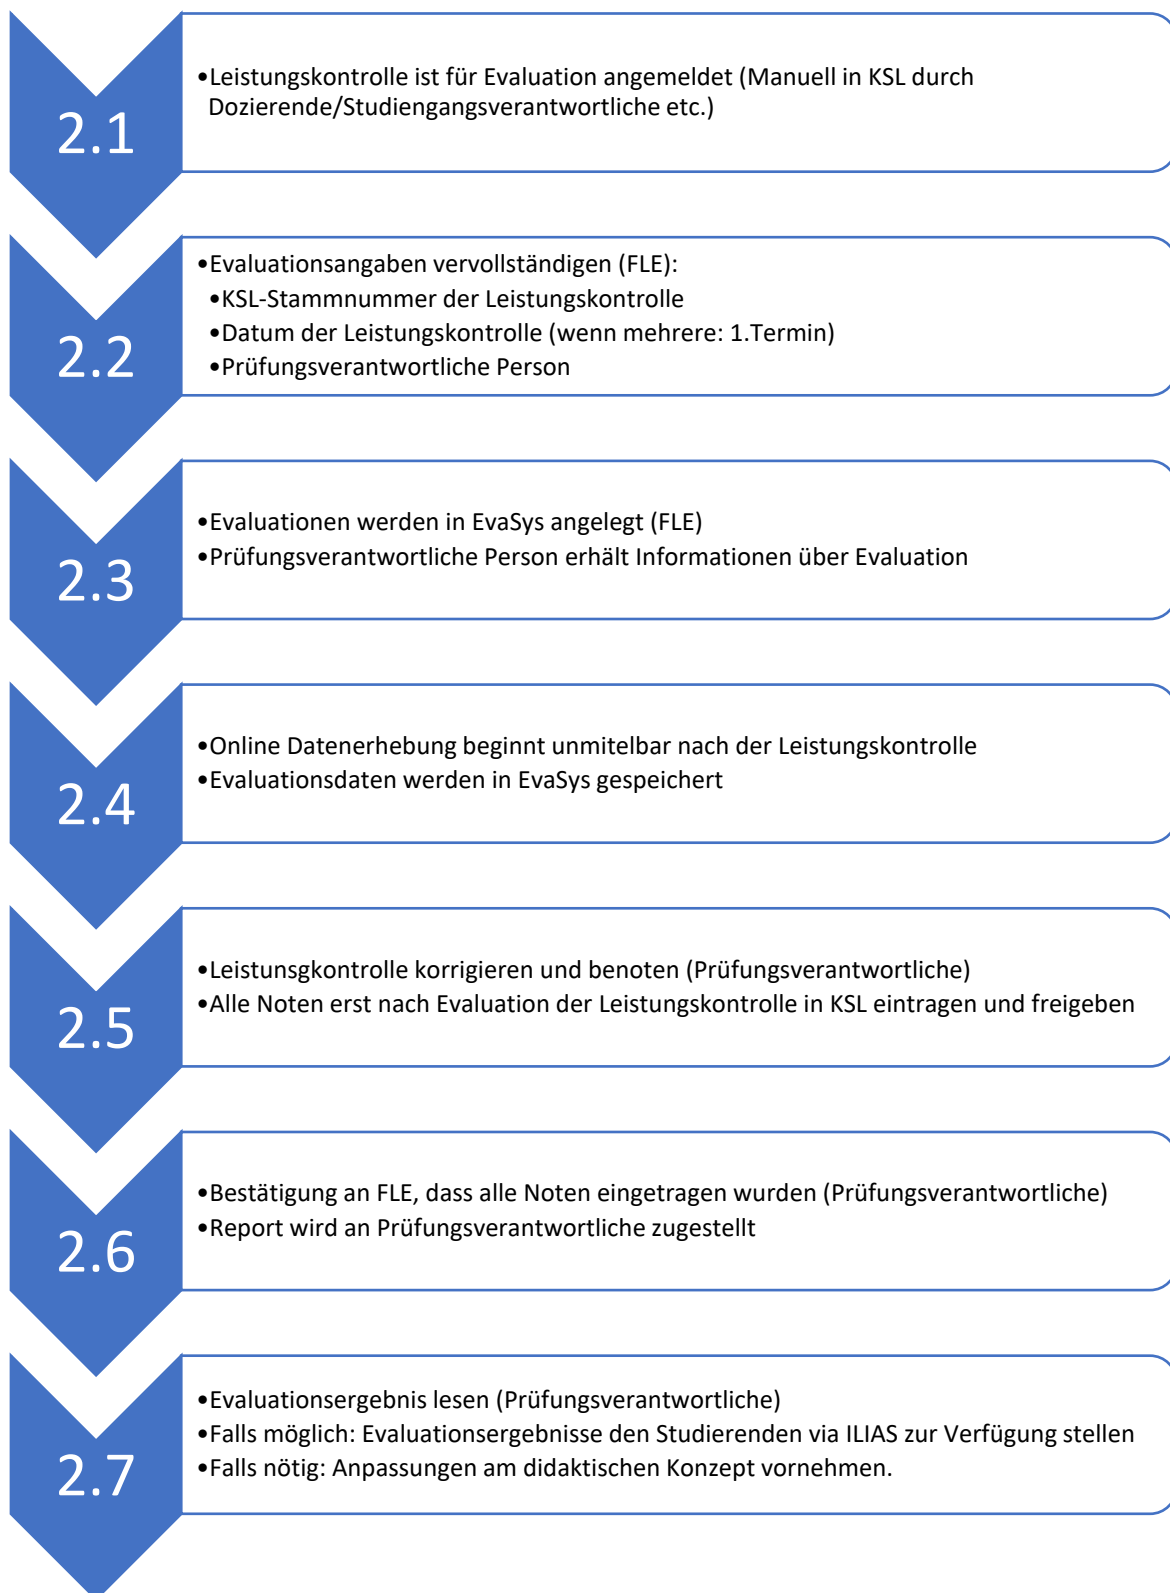 2.1
•Leistungskontrolle ist für Evaluation angemeldet (Manuell in KSL durch
Dozierende/Studiengangsverantwortliche etc.)
2.2
•Evaluationsangaben vervollständigen (FLE):
•KSL-Stammnummer der Leistungskontrolle
•Datum der Leistungskontrolle (wenn mehrere: 1.Termin)
•Prüfungsverantwortliche Person
2.3
•Evaluationen werden in EvaSys angelegt (FLE)
•Prüfungsverantwortliche Person erhält Informationen über Evaluation
2.4
•Online Datenerhebung beginnt unmitelbar nach der Leistungskontrolle
•Evaluationsdaten werden in EvaSys gespeichert
2.5
•Leistunsgkontrolle korrigieren und benoten (Prüfungsverantwortliche)
•Alle Noten erst nach Evaluation der Leistungskontrolle in KSL eintragen und freigeben
2.6
•Bestätigung an FLE, dass alle Noten eingetragen wurden (Prüfungsverantwortliche)
•Report wird an Prüfungsverantwortliche zugestellt
2.7
•Evaluationsergebnis lesen (Prüfungsverantwortliche)
•Falls möglich: Evaluationsergebnisse den Studierenden via ILIAS zur Verfügung stellen
•Falls nötig: Anpassungen am didaktischen Konzept vornehmen.